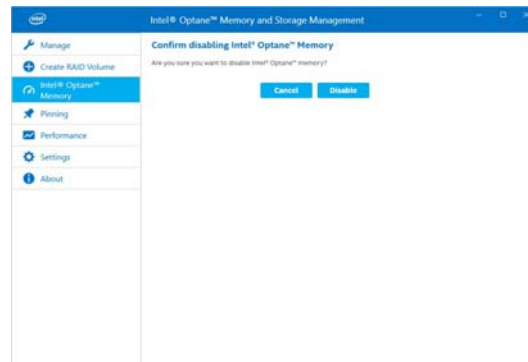 intel
Intel® Optane™ Memory and Storage Management
Manage
Create RAID Volume
Intel® Optane™
Memory
Pinning
Performance
Settings
About
Confirm disabling Intel® Optane™ Memory
Are you sure you want to disable Intel® Optane™ memory?
Cancel Disable